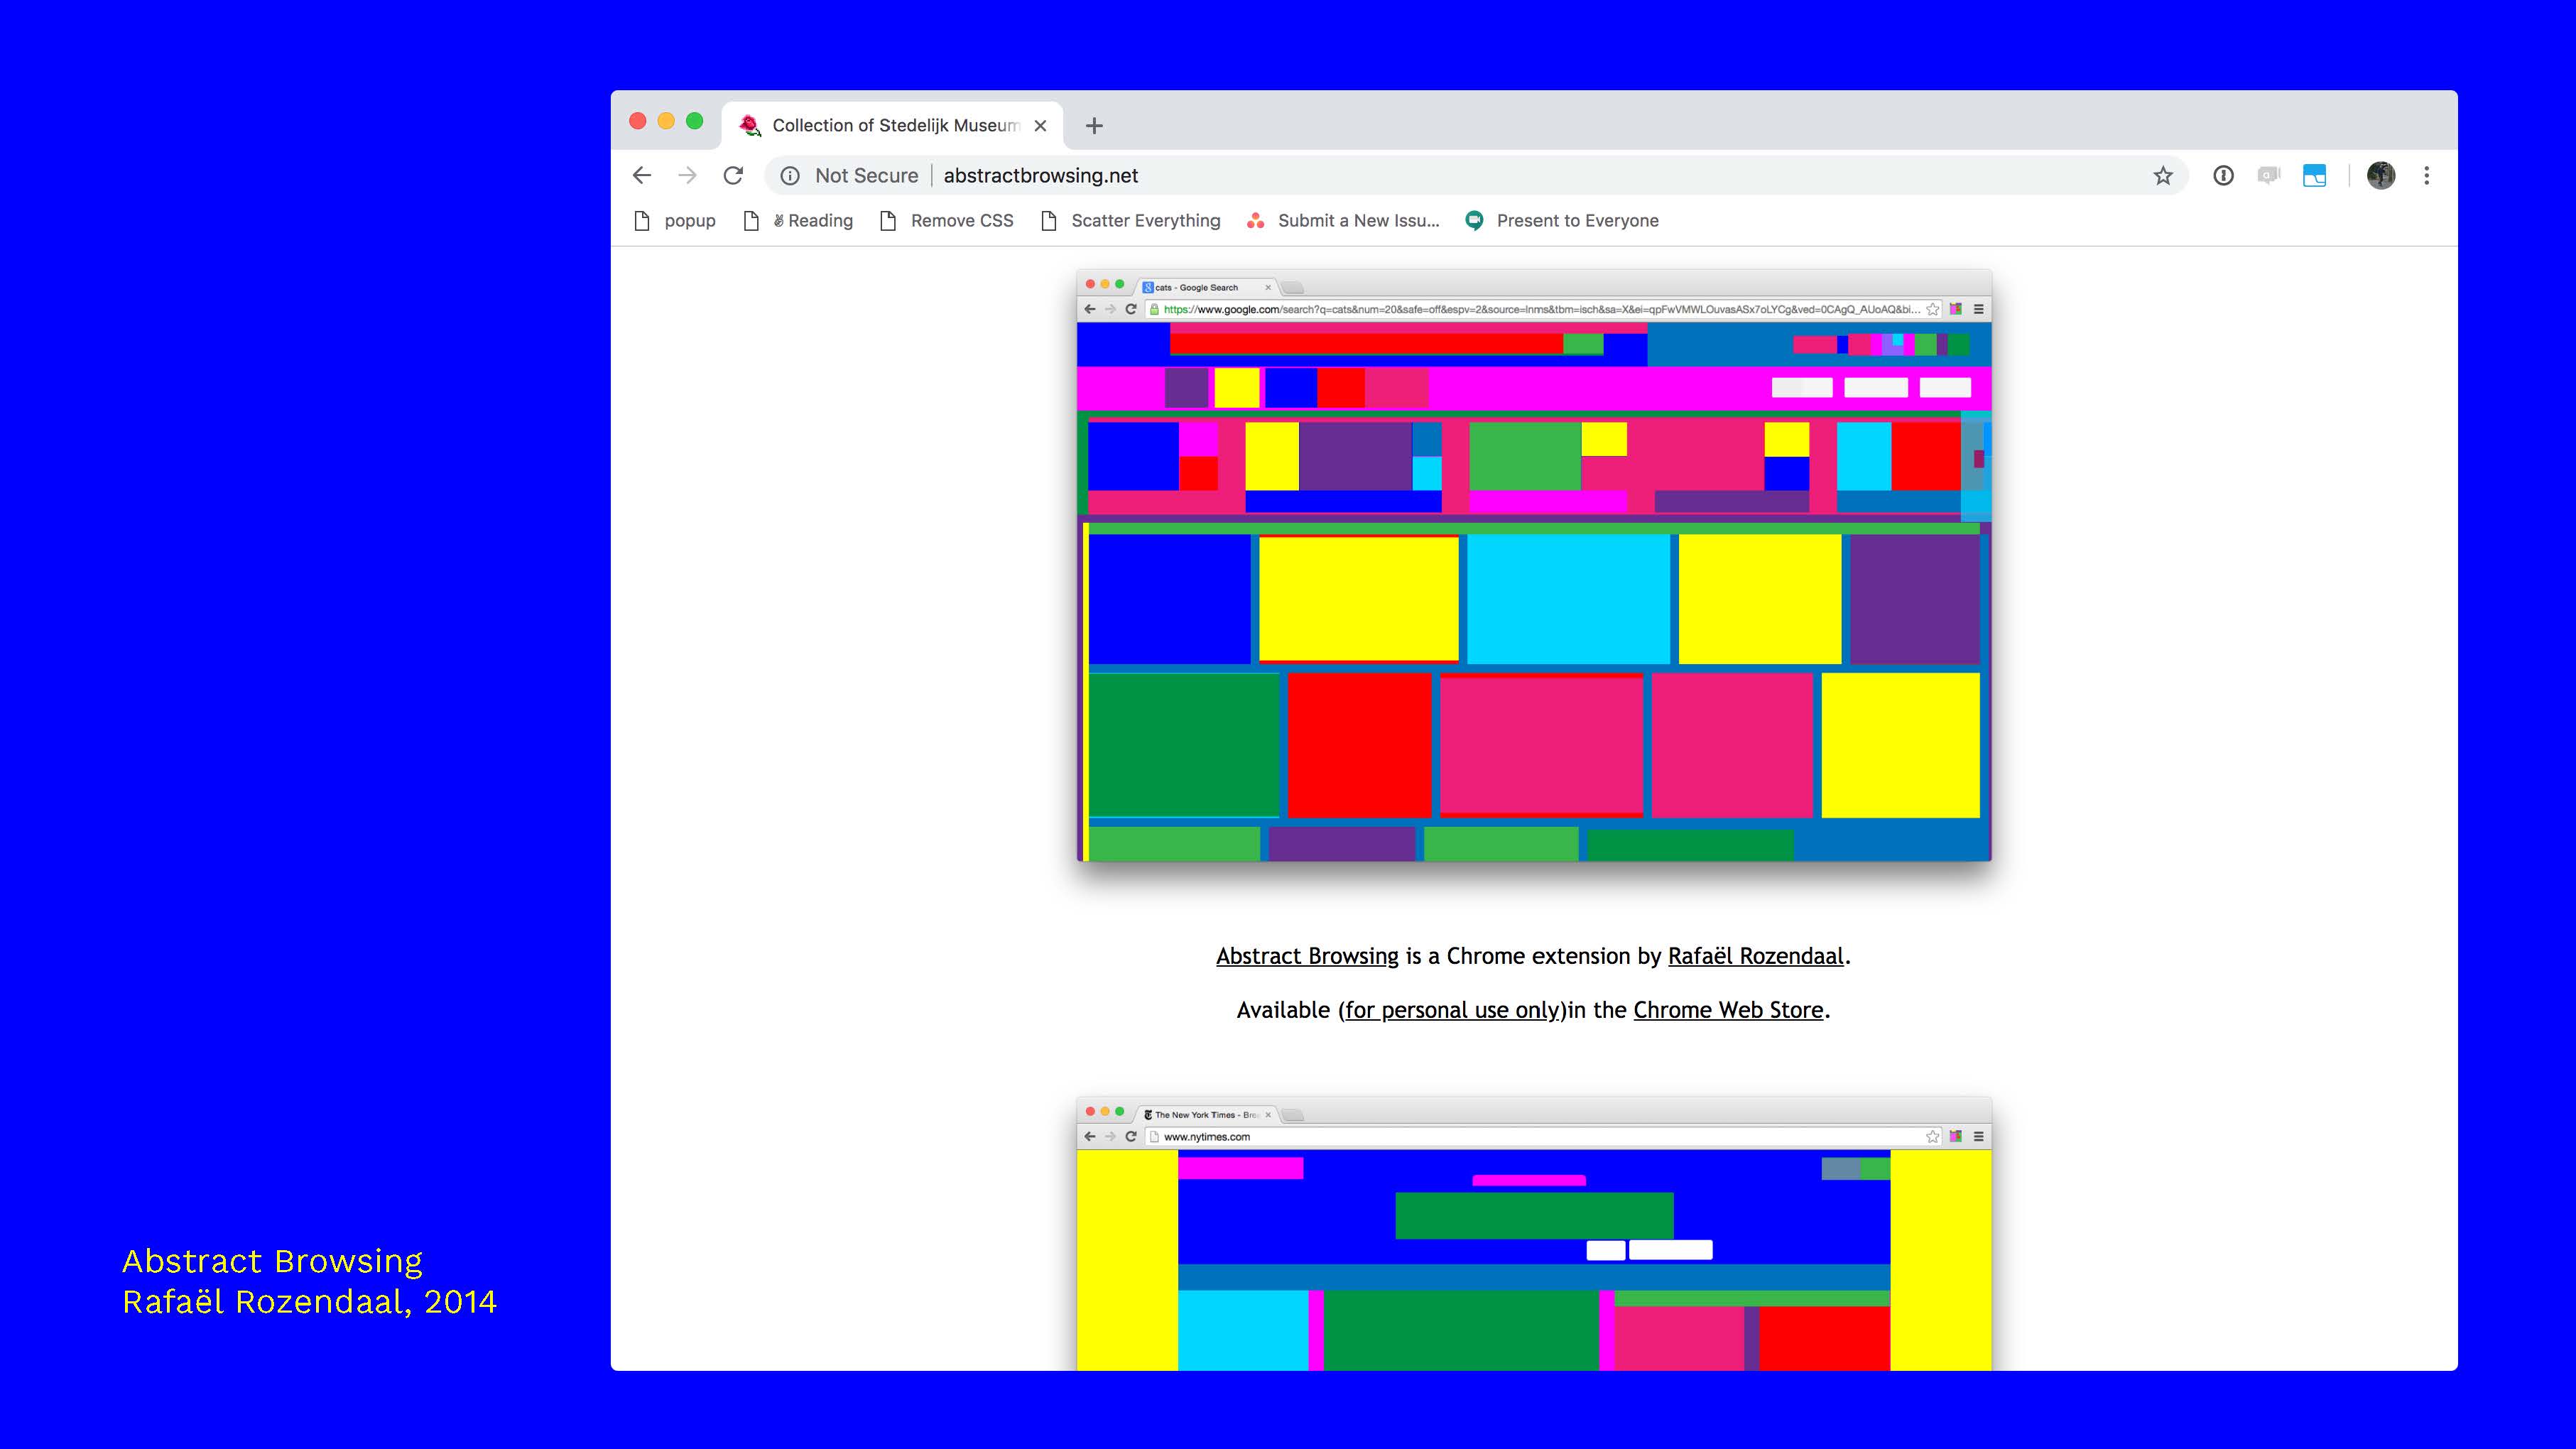 Collection of Stedelijk Museum
Not Secure
abstractbrowsing.net
popup
✌ Reading
Remove CSS
Scatter Everything
Submit a New Issu...
Present to Everyone
cats - Google Search
https://www.google.com/search?q=cats&num=20&safe=off&espv=2&source=lnms&tbm=isch&sa=X&ei=qpFwVMWLOuvasASx7oLYCg&ved=0CAgQ_AUoAQ&bi...
Abstract Browsing is a Chrome extension by Rafaël Rozendaal.
Available (for personal use only)in the Chrome Web Store.
The New York Times - Bre
www.nytimes.com
Abstract Browsing
Rafaël Rozendaal, 2014